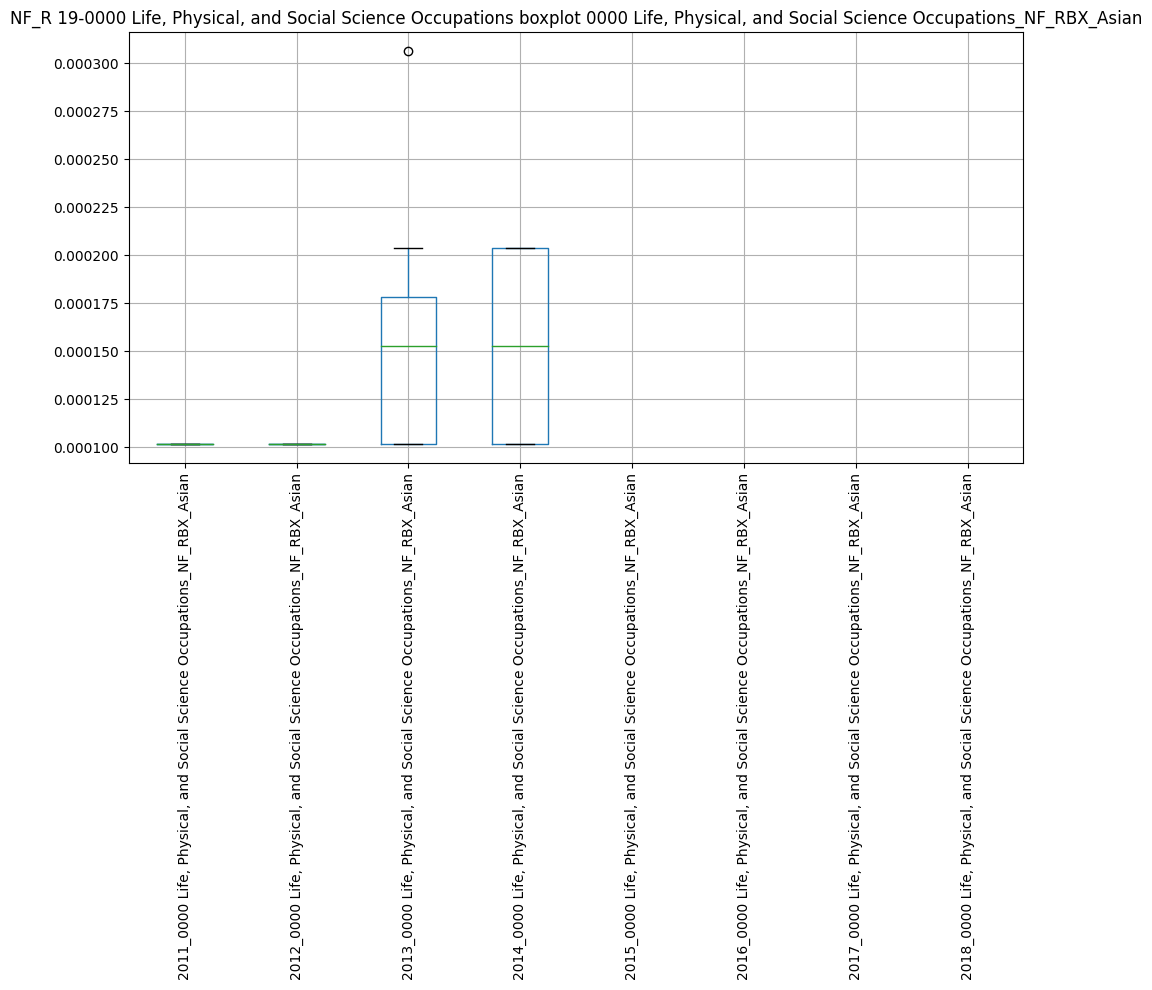 NF_R 19-0000 Life, Physical, and Social Science Occupations boxplot 0000 Life, Physical, and Social Science Occupations_NF_RBX_Asian
0.000300
0.000275
0.000250
0.000225
0.000200
0.000175
0.000150
0.000125
0.000100
2011_0000 Life, Physical, and Social Science Occupations_NF_RBX_Asian
2012_0000 Life, Physical, and Social Science Occupations_NF_RBX_Asian
2013_0000 Life, Physical, and Social Science Occupations_NF_RBX_Asian
2014_0000 Life, Physical, and Social Science Occupations_NF_RBX_Asian
2015_0000 Life, Physical, and Social Science Occupations_NF_RBX_Asian
2016_0000 Life, Physical, and Social Science Occupations_NF_RBX_Asian
2017_0000 Life, Physical, and Social Science Occupations_NF_RBX_Asian
2018_0000 Life, Physical, and Social Science Occupations_NF_RBX_Asian